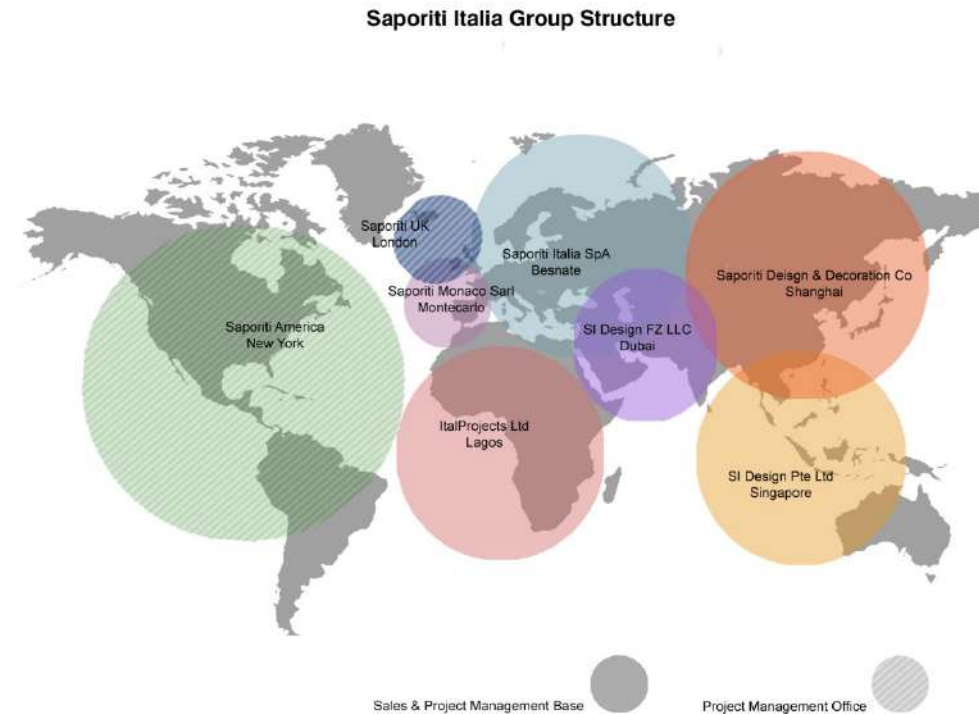 Saporiti Italia Group Structure
Saporiti UK
London
Saporiti Italia SpA
Besnate
Saporiti Deisgn & Decoration Co
Shanghai
Saporiti Monaco Sarl
Montecarlo
Saporiti America
New York
SI Design FZ LLC
Dubai
ItalProjects Ltd
Lagos
SI Design Pte Ltd
Singapore
Sales & Project Management Base
Project Management Office